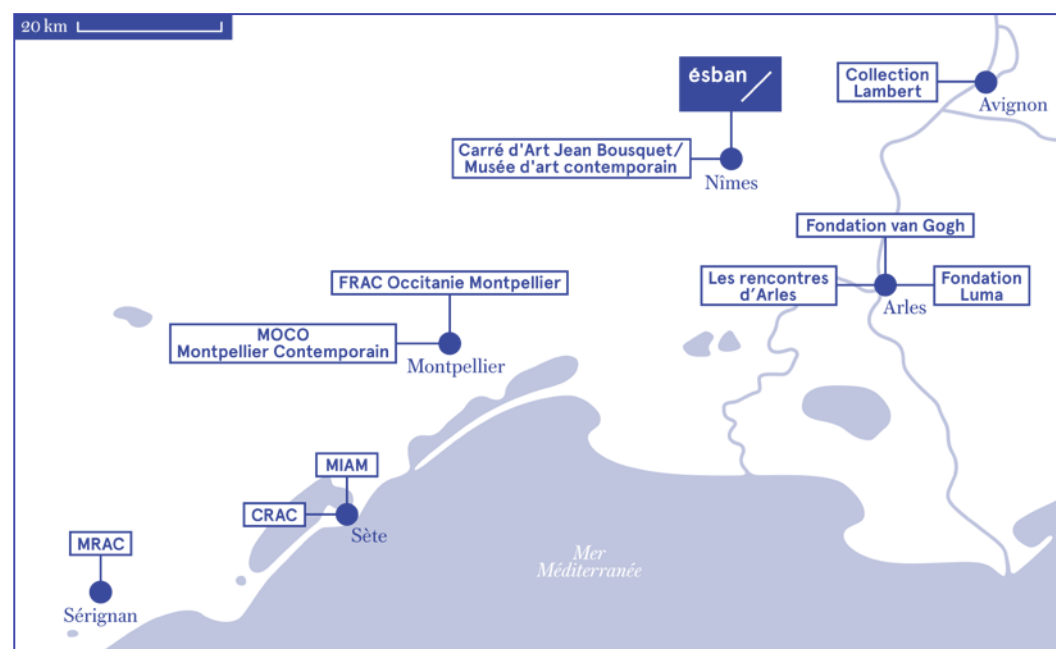 20 km
ésban
Collection
Lambert
Avignon
Carré d'Art Jean Bousquet/
Musée d'art contemporain
Nîmes
Fondation van Gogh
Les rencontres
d’Arles
Fondation
Luma
Arles
FRAC Occitanie Montpellier
MOCO
Montpellier Contemporain
Montpellier
MIAM
CRAC
Sète
MRAC
Sérignan
Mer
Méditerranée